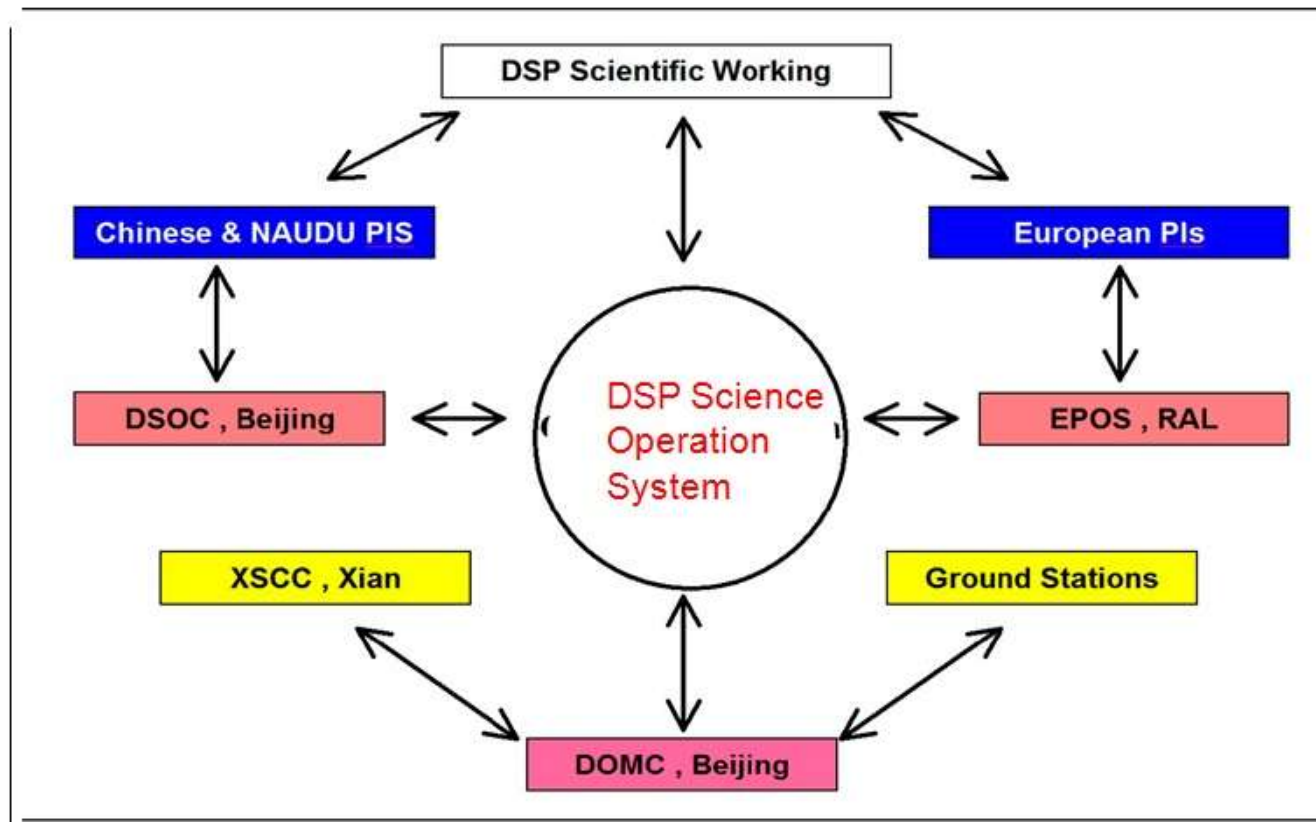 DSP Scientific Working
Chinese & NAUDU PIS
European PIs
DSP Science
Operation
System
DSOC , Beijing
EPOS , RAL
XSCC , Xian
Ground Stations
DOMC , Beijing